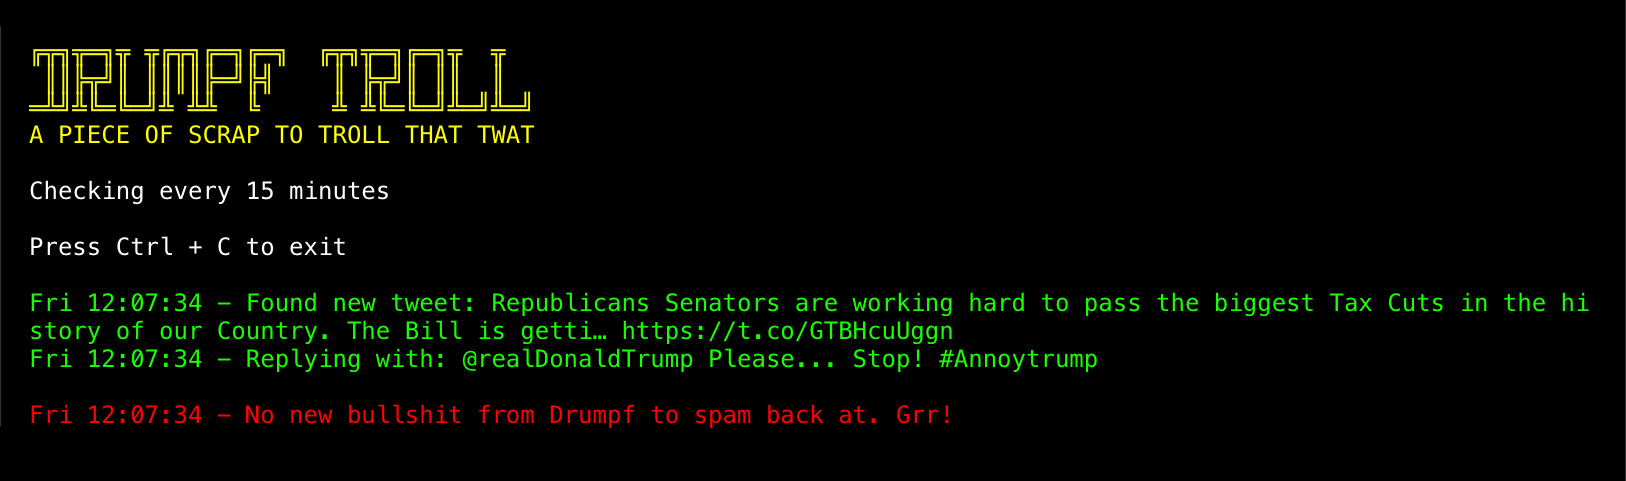 TRUMPF TROLL
A PIECE OF SCRAP TO TROLL THAT TWAT
Checking every 15 minutes
Press Ctrl + C to exit
Fri 12:07:34 – Found new tweet: Republicans Senators are working hard to pass the biggest Tax Cuts in the hi
story of our Country. The Bill is getti… https://t.co/GTBHcuUggn
Fri 12:07:34 – Replying with: @realDonaldTrump Please... Stop! #Annoytrump
Fri 12:07:34 – No new bullshit from Drumpf to spam back at. Grr!